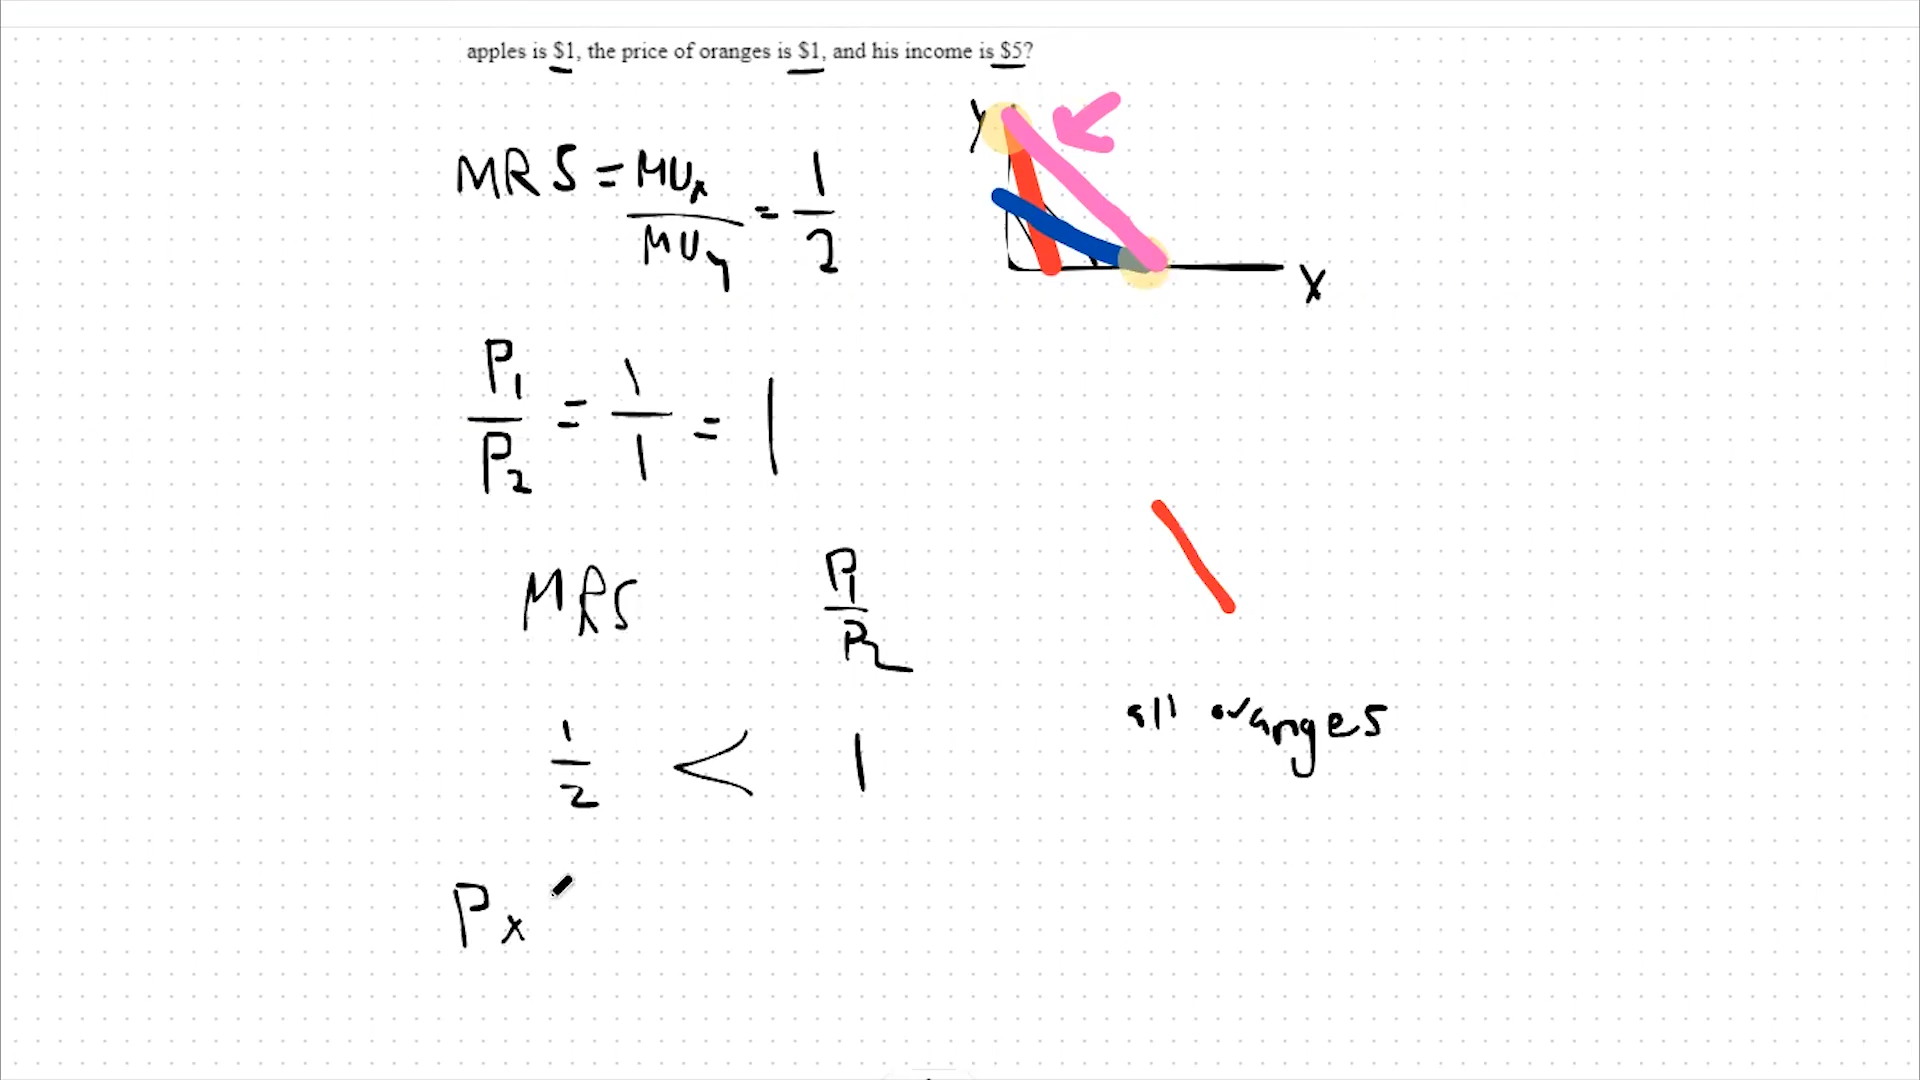 apples is $1, the price of oranges is $1, and his income is $5?
y
MRS = MUx / MUy = 1 / 2
x
P1 / P2 = 1 / 1 = 1
MRS P1 / P2
all oranges
1 / 2 < 1
Px